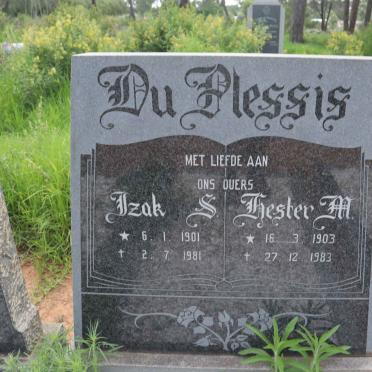 Du Plessis
MET LIEFDE AAN
ONS OUERS
Izak S.
★ 6. 1. 1901
† 2. 7. 1981
Hester M.
★ 16. 3. 1903
† 27. 12. 1983